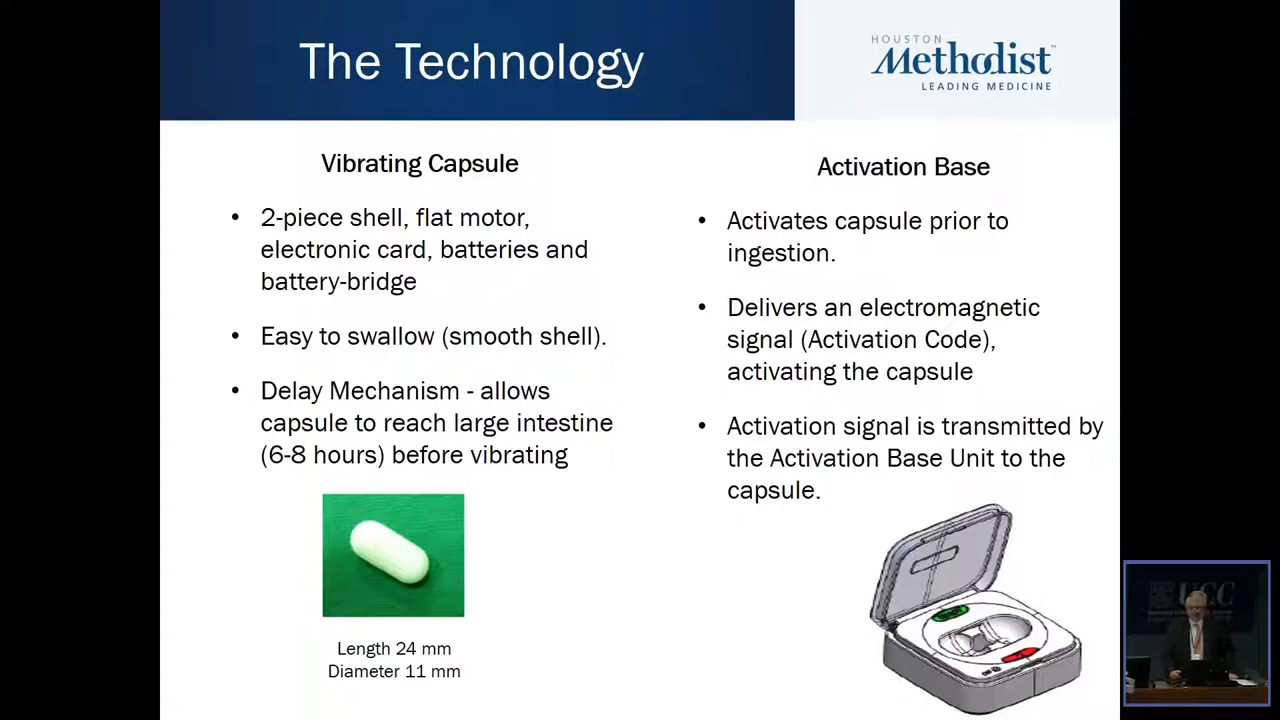 The Technology
HOUSTON
Methodist
LEADING MEDICINE
Vibrating Capsule
• 2-piece shell, flat motor,
electronic card, batteries and
battery-bridge
• Easy to swallow (smooth shell).
• Delay Mechanism - allows
capsule to reach large intestine
(6-8 hours) before vibrating
Length 24 mm
Diameter 11 mm
Activation Base
• Activates capsule prior to
ingestion.
• Delivers an electromagnetic
signal (Activation Code),
activating the capsule
• Activation signal is transmitted by
the Activation Base Unit to the
capsule.
UCC